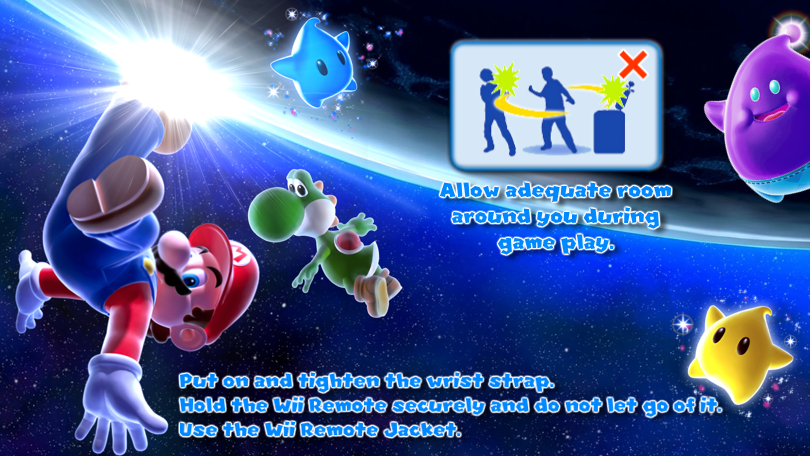 Allow adequate room
around you during
game play.
Put on and tighten the wrist strap.
Hold the Wii Remote securely and do not let go of it.
Use the Wii Remote Jacket.